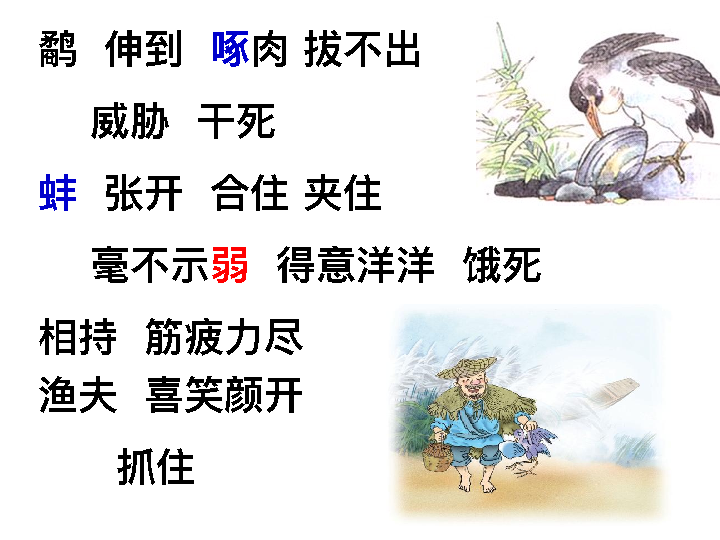 鹬 伸到 啄肉 拔不出
威胁 干死
蚌 张开 合住 夹住
毫不示弱 得意洋洋 饿死
相持 筋疲力尽
渔夫 喜笑颜开
抓住